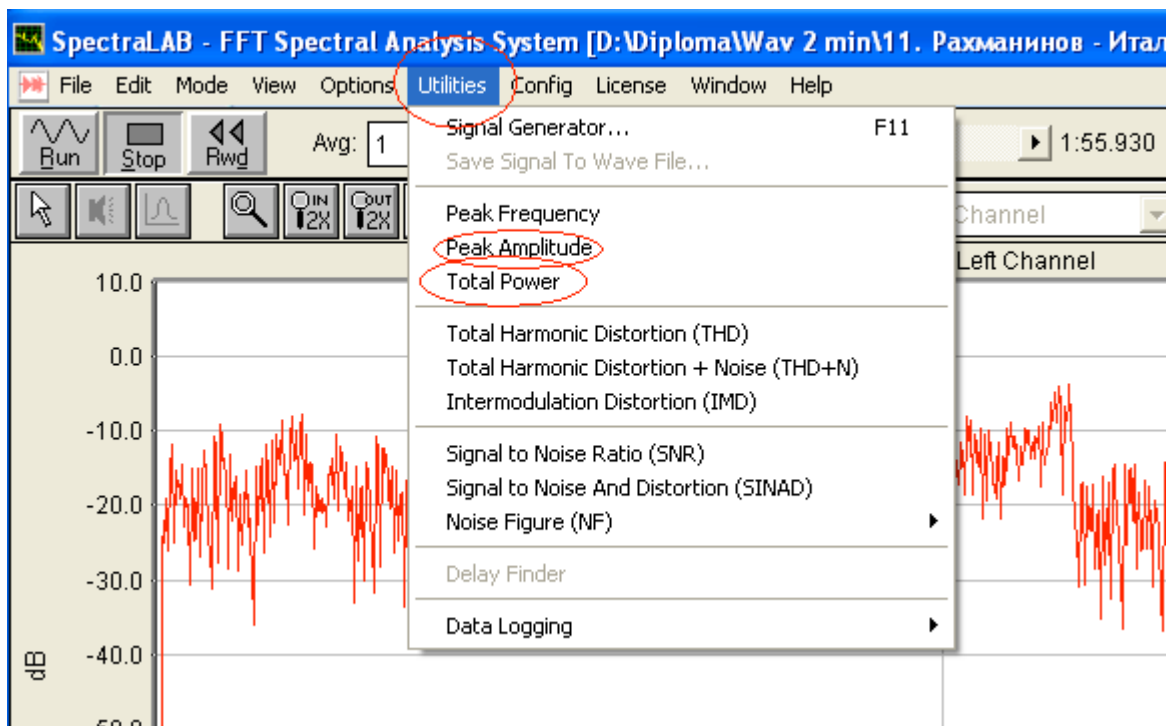 SpectraLAB - FFT Spectral Analysis System [D:\Diploma\Wav 2 min\11. Рахманинов - Итал
File Edit Mode View Options Utilities Config License Window Help
Run Stop Rwd Avg: 1 1:55.930
Signal Generator... F11
Save Signal To Wave File...
IN 2X OUT 2X Channel
Peak Frequency
Peak Amplitude
Total Power
Left Channel
Total Harmonic Distortion (THD)
Total Harmonic Distortion + Noise (THD+N)
Intermodulation Distortion (IMD)
Signal to Noise Ratio (SNR)
Signal to Noise And Distortion (SINAD)
Noise Figure (NF)
Delay Finder
Data Logging
10.0
0.0
-10.0
-20.0
-30.0
-40.0
dB